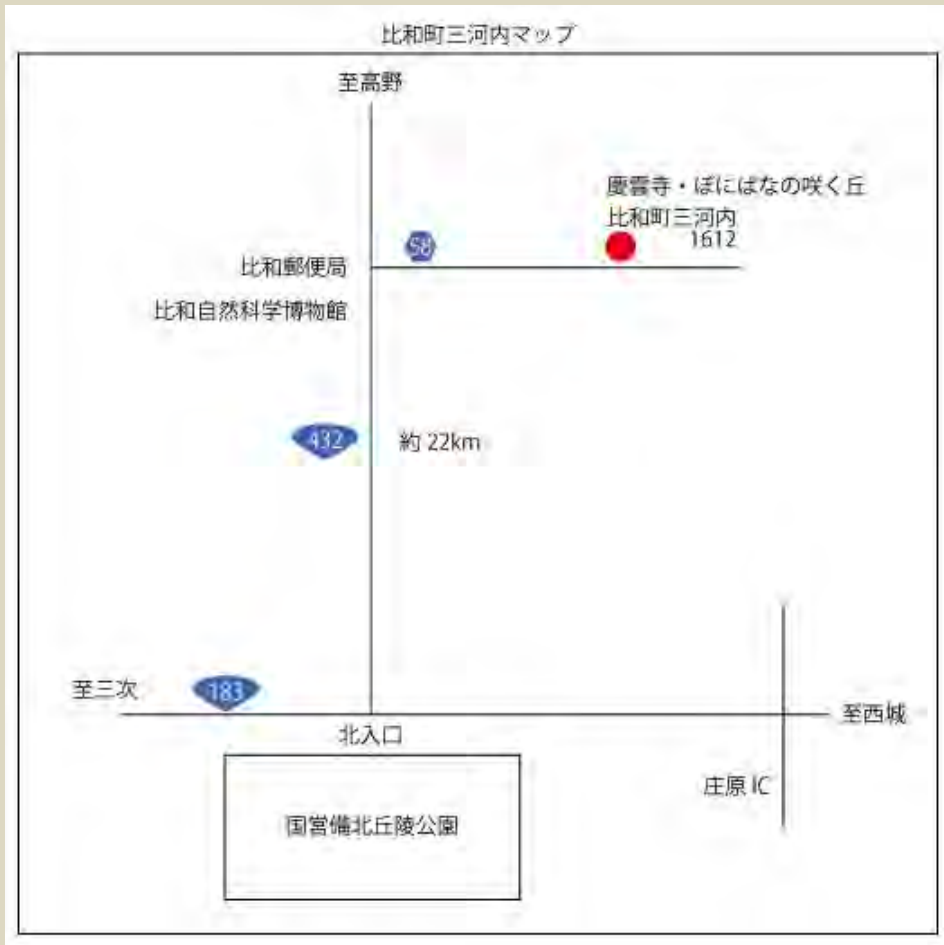 比和町三河内マップ
至高野
慶雲寺・ぼにばなの咲く丘
比和町三河内
1612
58
比和郵便局
比和自然科学博物館
432
約 22km
至三次
183
至西城
北入口
庄原 IC
国営備北丘陵公園